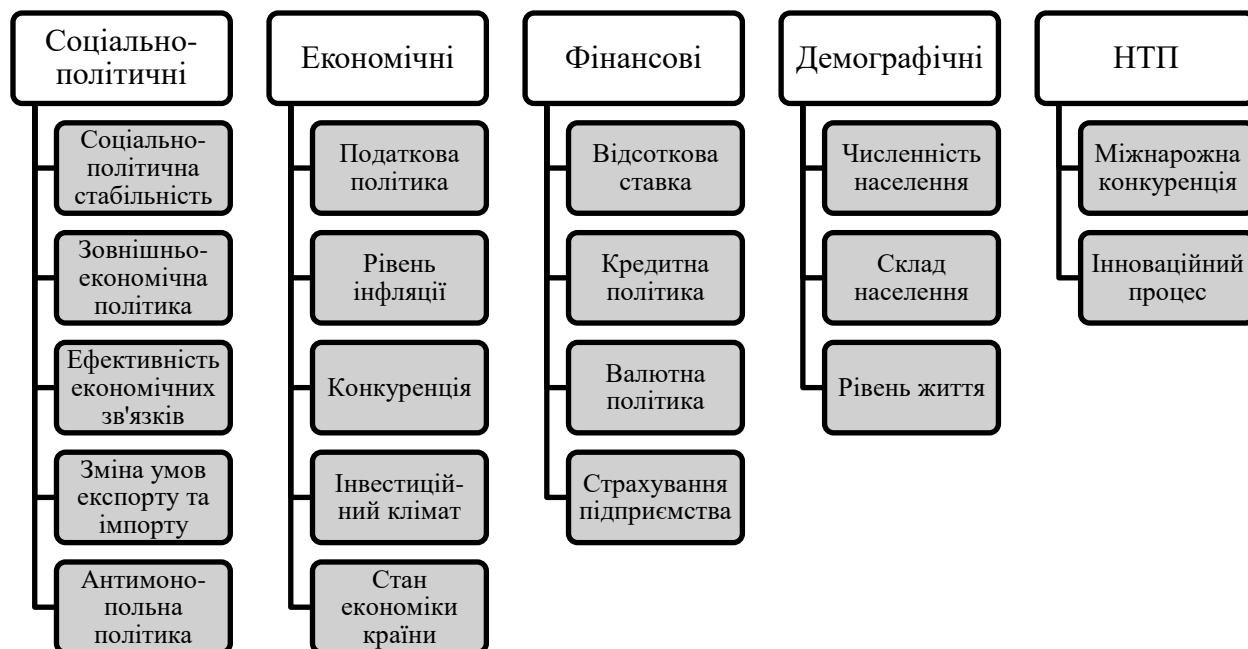 Соціально-
політичні
Соціально-
політична
стабільність
Зовнішньо-
економічна
політика
Ефективність
економічних
зв'язків
Зміна умов
експорту та
імпорту
Антимоно-
польна
політика
Економічні
Податкова
політика
Рівень
інфляції
Конкуренція
Інвестицій-
ний клімат
Стан
економіки
країни
Фінансові
Відсоткова
ставка
Кредитна
політика
Валютна
політика
Страхування
підприємства
Демографічні
Численність
населення
Склад
населення
Рівень життя
НТП
Міжнарожна
конкуренція
Інноваційний
процес